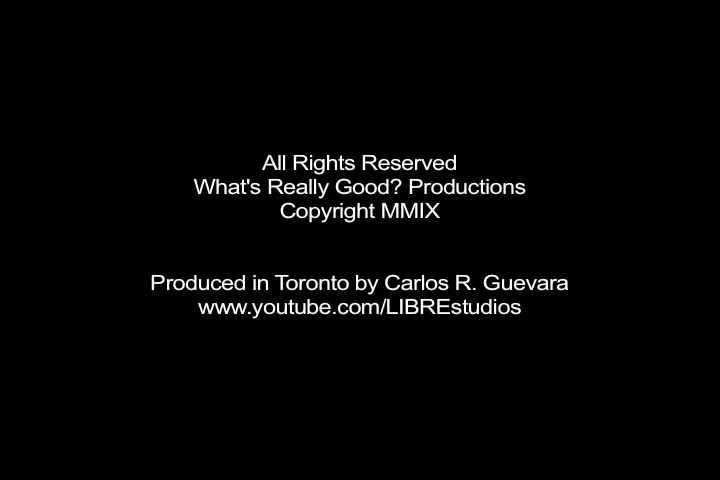 All Rights Reserved
What's Really Good? Productions
Copyright MMIX
Produced in Toronto by Carlos R. Guevara
www.youtube.com/LIBREstudios